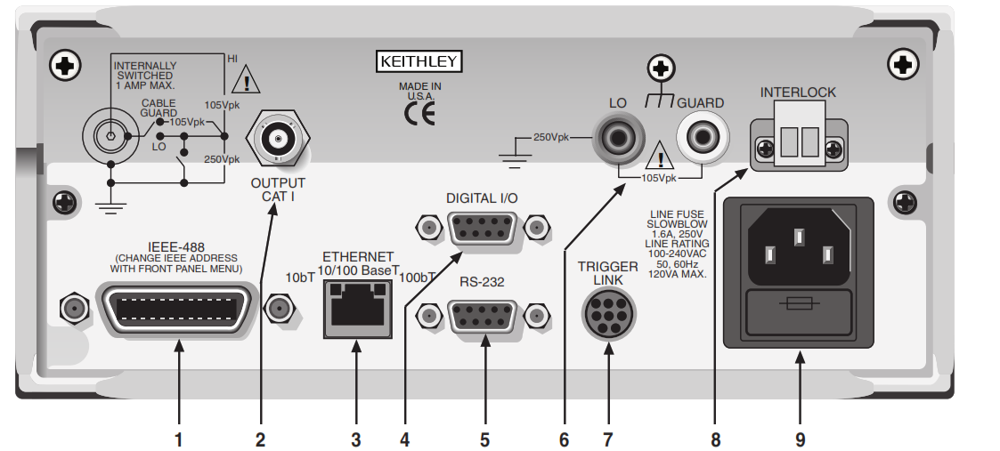 KEITHLEY
MADE IN
U.S.A.
CE
INTERNALLY
SWITCHED
1 AMP MAX.
HI
!
CABLE
GUARD
105Vpk
105Vpk
LO
250Vpk
OUTPUT
CAT I
LO
GUARD
250Vpk
!
105Vpk
INTERLOCK
DIGITAL I/O
IEEE-488
(CHANGE IEEE ADDRESS
WITH FRONT PANEL MENU)
ETHERNET
10/100 BaseT
10bT
100bT
RS-232
TRIGGER
LINK
LINE FUSE
SLOWBLOW
1.6A, 250V
LINE RATING
100-240VAC
50, 60Hz
120VA MAX.
1 2 3 4 5 6 7 8 9